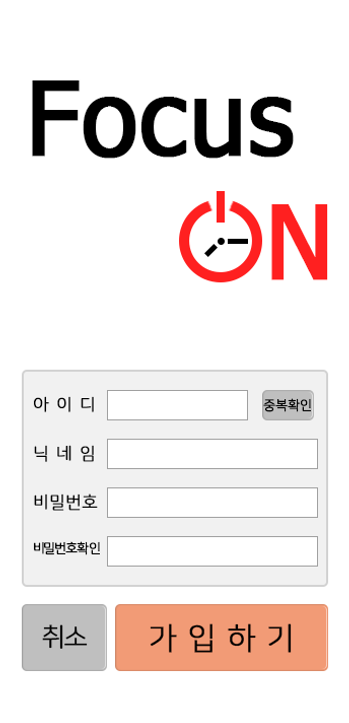 Focus
ON
아 이 디 중복확인
닉 네 임
비밀번호
비밀번호확인
취소 가 입 하 기